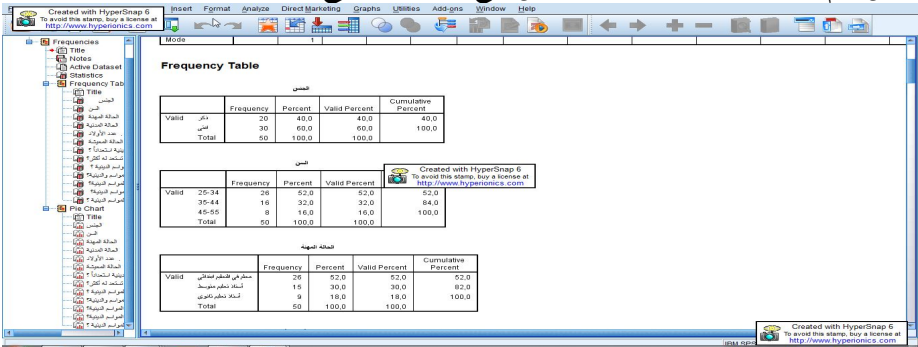 Insert Format Analyze Direct Marketing Graphs Utilities Add-ons Window Help
Created with HyperSnap 6
To avoid this stamp, buy a license at
http://www.hyperionics.com
Frequencies
Title
Notes
Active Dataset
Statistics
Frequency Tab
Title
الجنس
السن
الحالة المهنة
الحالة المدنية
عدد الأولاد
Pie Chart
Title
الجنس
السن
الحالة المهنة
الحالة المدنية
عدد الأولاد
Mode 1
Frequency Table
الجنس
Frequency Percent Valid Percent Cumulative Percent
Valid ذكر 20 40,0 40,0 40,0
انثى 30 60,0 60,0 100,0
Total 50 100,0 100,0
السن
Created with HyperSnap 6
To avoid this stamp, buy a license at
http://www.hyperionics.com
Frequency Percent Valid Percent
Valid 25-34 26 52,0 52,0 52,0
35-44 16 32,0 32,0 84,0
45-55 8 16,0 16,0 100,0
Total 50 100,0 100,0
الحالة المهنة
Frequency Percent Valid Percent Cumulative Percent
Valid التعليم ابتدائي 26 52,0 52,0 52,0
أستاذ تعليم متوسط 15 30,0 30,0 82,0
أستاذ تعليم ثانوي 9 18,0 18,0 100,0
Total 50 100,0 100,0
IBM SPS
Created with HyperSnap 6
To avoid this stamp, buy a license at
http://www.hyperionics.com